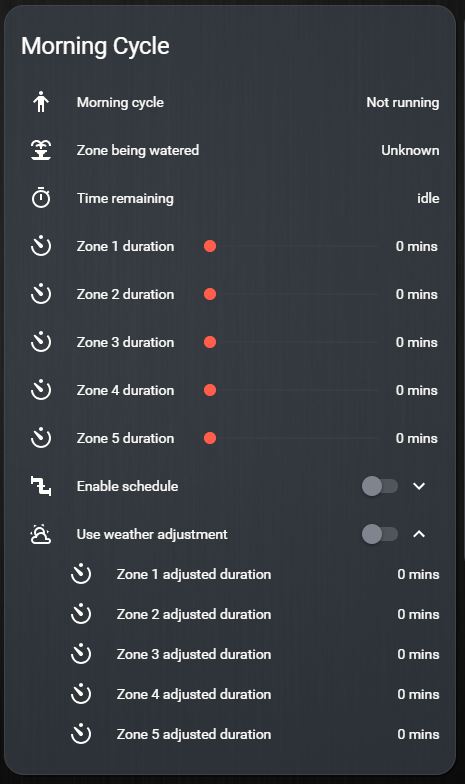 Morning Cycle
Morning cycle Not running
Zone being watered Unknown
Time remaining idle
Zone 1 duration 0 mins
Zone 2 duration 0 mins
Zone 3 duration 0 mins
Zone 4 duration 0 mins
Zone 5 duration 0 mins
Enable schedule
Use weather adjustment
Zone 1 adjusted duration 0 mins
Zone 2 adjusted duration 0 mins
Zone 3 adjusted duration 0 mins
Zone 4 adjusted duration 0 mins
Zone 5 adjusted duration 0 mins